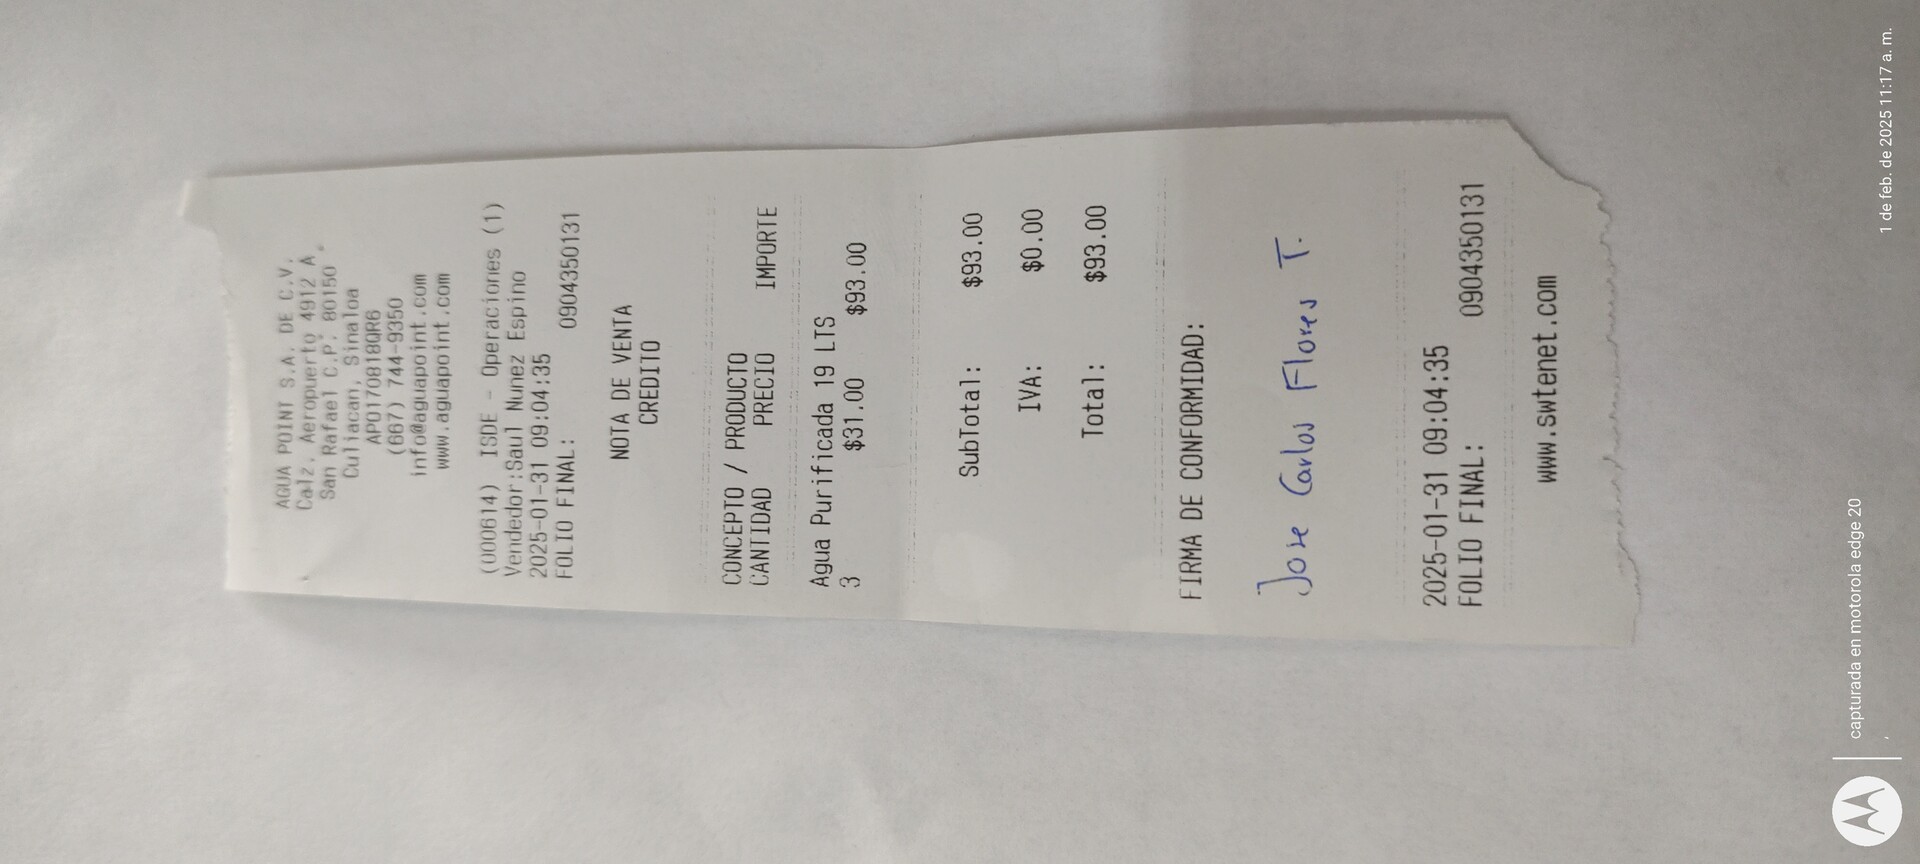 AGUA POINT S.A. DE C.V.
Calz. Aeropuerto 4912 A.
San Rafael C.P. 80150
Culiacan, Sinaloa
APO170818QR6
(667) 744-9350
info@aguapoint.com
www.aguapoint.com
(000614) ISDE - Operaciones (1)
Vendedor:Saul Nunez Espino
2025-01-31 09:04:35
FOLIO FINAL: 0904350131
NOTA DE VENTA
CREDITO
CONCEPTO / PRODUCTO
CANTIDAD PRECIO IMPORTE
Agua Purificada 19 LTS
3 $31.00 $93.00
SubTotal: $93.00
IVA: $0.00
Total: $93.00
FIRMA DE CONFORMIDAD:
Jose Carlos Flores T.
2025-01-31 09:04:35
FOLIO FINAL: 0904350131
www.swtenet.com
capturada en motorola edge 20
1 de feb. de 2025 11:17 a. m.